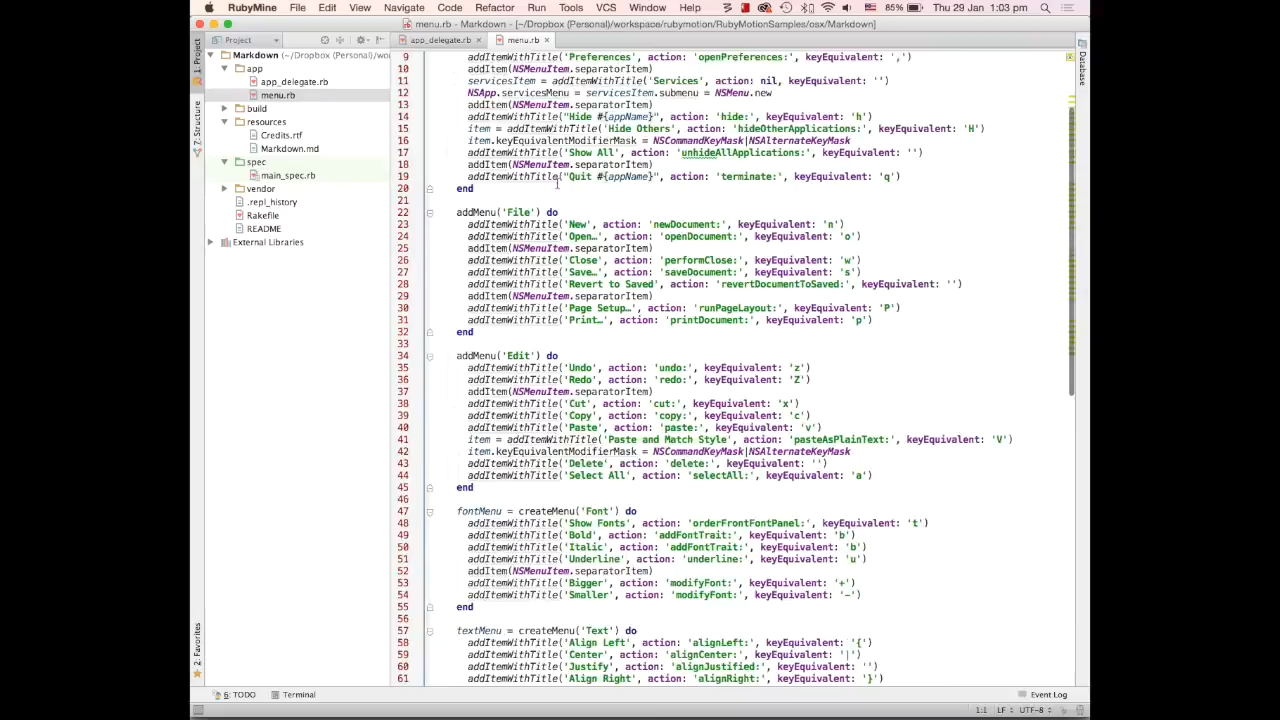 RubyMine File Edit View Navigate Code Refactor Run Tools VCS Window Help 86% Thu 29 Jan 1:03 pm
menu.rb - Markdown - [~/Dropbox (Personal)/workspace/rubymotion/RubyMotionSamples/osx/Markdown]
Project
app_delegate.rb
menu.rb
1: Project
Z: Structure
2: Favorites
Database
Markdown (~/Dropbox (Personal)/wo
app
app_delegate.rb
menu.rb
build
resources
Credits.rtf
Markdown.md
spec
main_spec.rb
vendor
.repl_history
Rakefile
README
External Libraries
9 addItemWithTitle('Preferences', action: 'openPreferences:', keyEquivalent: ',')
10 addItem(NSMenuItem.separatorItem)
11 servicesItem = addItemWithTitle('Services', action: nil, keyEquivalent: '')
12 NSApp.servicesMenu = servicesItem.submenu = NSMenu.new
13 addItem(NSMenuItem.separatorItem)
14 addItemWithTitle("Hide #{appName}", action: 'hide:', keyEquivalent: 'h')
15 item = addItemWithTitle('Hide Others', action: 'hideOtherApplications:', keyEquivalent: 'H')
16 item.keyEquivalentModifierMask = NSCommandKeyMask|NSAlternateKeyMask
17 addItemWithTitle('Show All', action: 'unhideAllApplications:', keyEquivalent: '')
18 addItem(NSMenuItem.separatorItem)
19 addItemWithTitle("Quit #{appName}", action: 'terminate:', keyEquivalent: 'q')
20 end
21
22 addMenu('File') do
23 addItemWithTitle('New', action: 'newDocument:', keyEquivalent: 'n')
24 addItemWithTitle('Open…', action: 'openDocument:', keyEquivalent: 'o')
25 addItem(NSMenuItem.separatorItem)
26 addItemWithTitle('Close', action: 'performClose:', keyEquivalent: 'w')
27 addItemWithTitle('Save…', action: 'saveDocument:', keyEquivalent: 's')
28 addItemWithTitle('Revert to Saved', action: 'revertDocumentToSaved:', keyEquivalent: '')
29 addItem(NSMenuItem.separatorItem)
30 addItemWithTitle('Page Setup…', action: 'runPageLayout:', keyEquivalent: 'P')
31 addItemWithTitle('Print…', action: 'printDocument:', keyEquivalent: 'p')
32 end
33
34 addMenu('Edit') do
35 addItemWithTitle('Undo', action: 'undo:', keyEquivalent: 'z')
36 addItemWithTitle('Redo', action: 'redo:', keyEquivalent: 'Z')
37 addItem(NSMenuItem.separatorItem)
38 addItemWithTitle('Cut', action: 'cut:', keyEquivalent: 'x')
39 addItemWithTitle('Copy', action: 'copy:', keyEquivalent: 'c')
40 addItemWithTitle('Paste', action: 'paste:', keyEquivalent: 'v')
41 item = addItemWithTitle('Paste and Match Style', action: 'pasteAsPlainText:', keyEquivalent: 'V')
42 item.keyEquivalentModifierMask = NSCommandKeyMask|NSAlternateKeyMask
43 addItemWithTitle('Delete', action: 'delete:', keyEquivalent: '')
44 addItemWithTitle('Select All', action: 'selectAll:', keyEquivalent: 'a')
45 end
46
47 fontMenu = createMenu('Font') do
48 addItemWithTitle('Show Fonts', action: 'orderFrontFontPanel:', keyEquivalent: 't')
49 addItemWithTitle('Bold', action: 'addFontTrait:', keyEquivalent: 'b')
50 addItemWithTitle('Italic', action: 'addFontTrait:', keyEquivalent: 'b')
51 addItemWithTitle('Underline', action: 'underline:', keyEquivalent: 'u')
52 addItem(NSMenuItem.separatorItem)
53 addItemWithTitle('Bigger', action: 'modifyFont:', keyEquivalent: '+')
54 addItemWithTitle('Smaller', action: 'modifyFont:', keyEquivalent: '-')
55 end
56
57 textMenu = createMenu('Text') do
58 addItemWithTitle('Align Left', action: 'alignLeft:', keyEquivalent: '{')
59 addItemWithTitle('Center', action: 'alignCenter:', keyEquivalent: '|')
60 addItemWithTitle('Justify', action: 'alignJustified:', keyEquivalent: '')
61 addItemWithTitle('Align Right', action: 'alignRight:', keyEquivalent: '}')
6: TODO Terminal Event Log
1:1 LF UTF-8